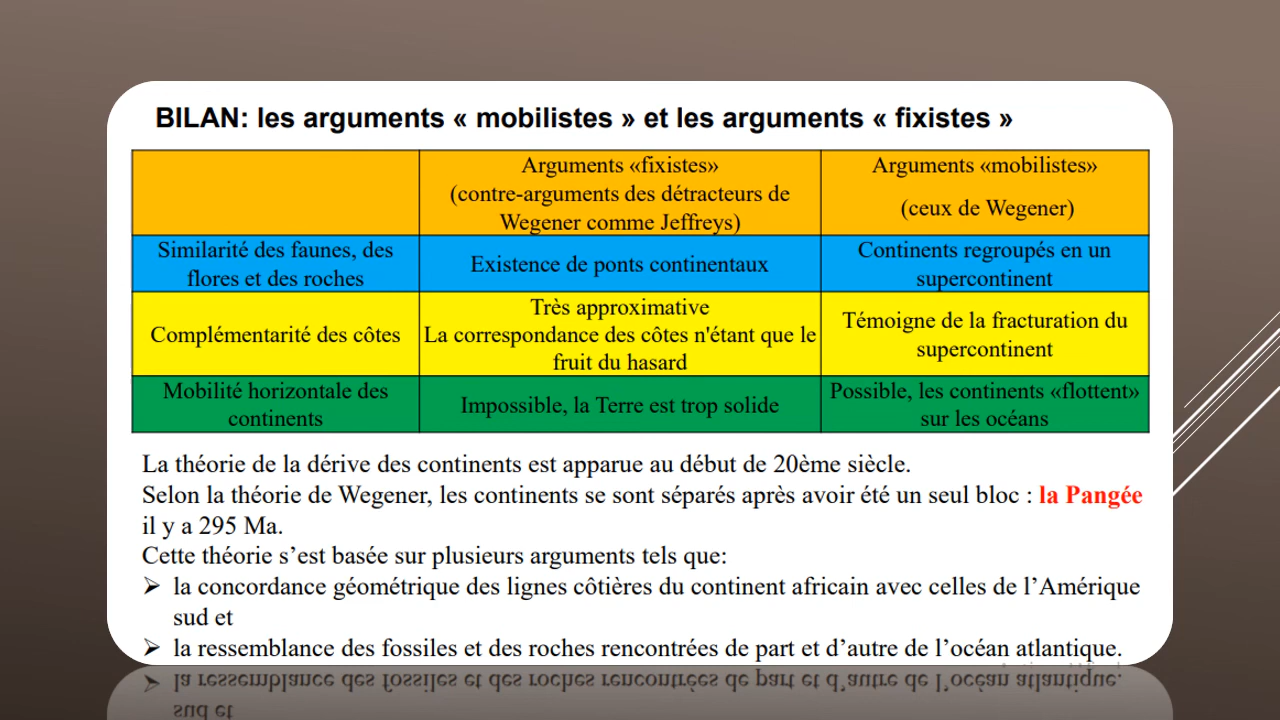 BILAN: les arguments « mobilistes » et les arguments « fixistes »
Arguments «fixistes»
(contre-arguments des détracteurs de
Wegener comme Jeffreys)
Arguments «mobilistes»
(ceux de Wegener)
Similarité des faunes, des
flores et des roches
Existence de ponts continentaux
Continents regroupés en un
supercontinent
Complémentarité des côtes
Très approximative
La correspondance des côtes n'étant que le
fruit du hasard
Témoigne de la fracturation du
supercontinent
Mobilité horizontale des
continents
Impossible, la Terre est trop solide
Possible, les continents «flottent»
sur les océans
La théorie de la dérive des continents est apparue au début de 20ème siècle.
Selon la théorie de Wegener, les continents se sont séparés après avoir été un seul bloc : la Pangée
il y a 295 Ma.
Cette théorie s’est basée sur plusieurs arguments tels que:
➢ la concordance géométrique des lignes côtières du continent africain avec celles de l’Amérique
sud et
➢ la ressemblance des fossiles et des roches rencontrées de part et d’autre de l’océan atlantique.